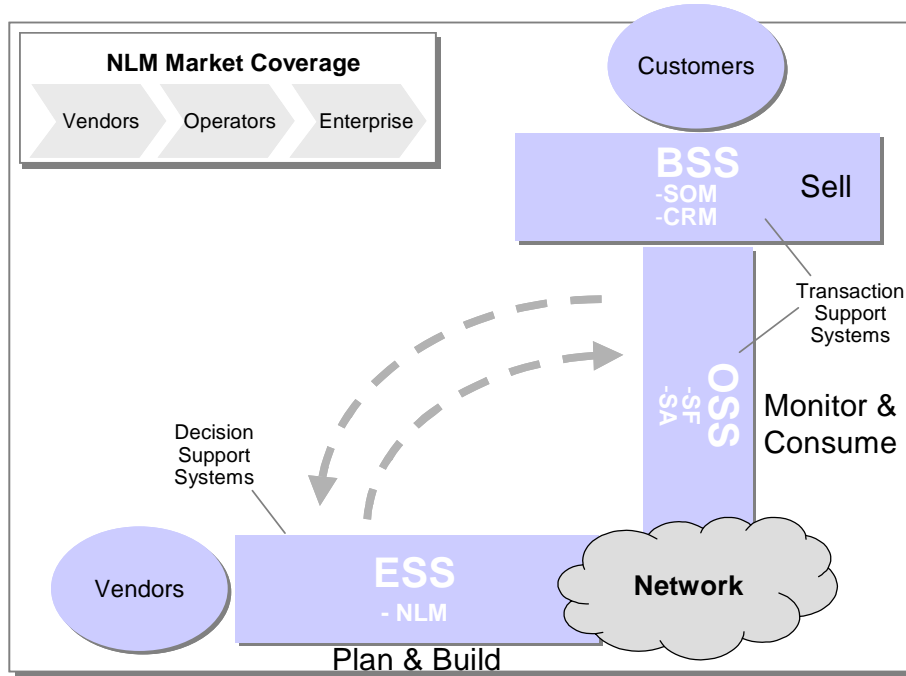 NLM Market Coverage
Vendors
Operators
Enterprise
Customers
BSS
-SOM
-CRM
Sell
Transaction
Support
Systems
OSS
-SF
-SA
Monitor &
Consume
Decision
Support
Systems
Vendors
ESS
- NLM
Network
Plan & Build